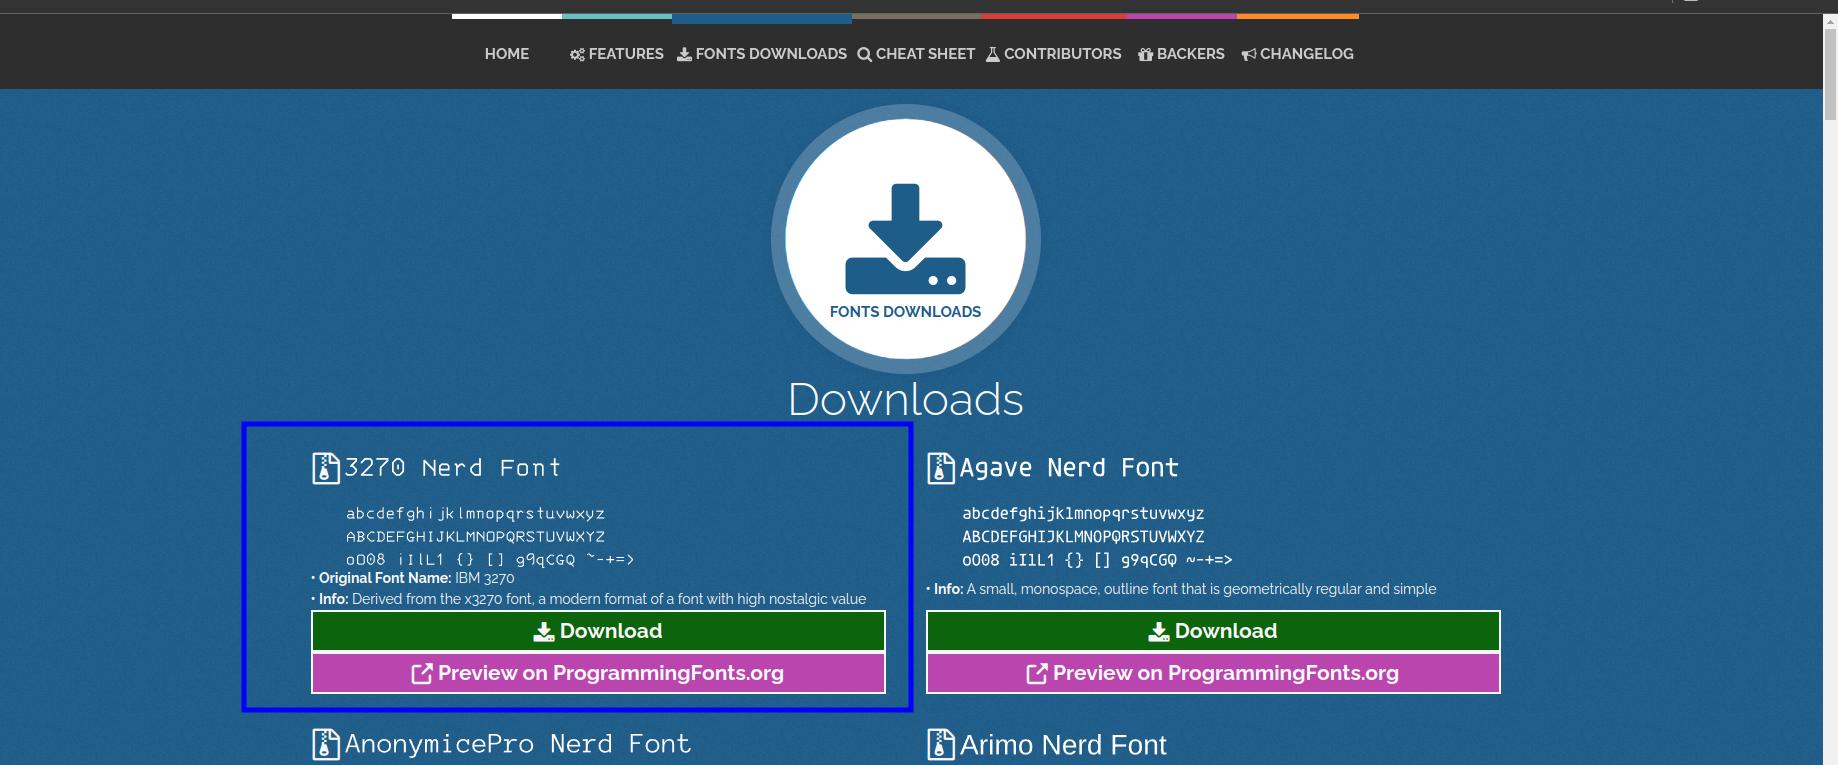 HOME FEATURES FONTS DOWNLOADS CHEAT SHEET CONTRIBUTORS BACKERS CHANGELOG
FONTS DOWNLOADS
Downloads
3270 Nerd Font
abcdefghijklmnopqrstuvwxyz
ABCDEFGHIJKLMNOPQRSTUVWXYZ
oO08 iIlL1 {} [] g9qCGQ ~-+=>
• Original Font Name: IBM 3270
• Info: Derived from the x3270 font, a modern format of a font with high nostalgic value
Download
Preview on ProgrammingFonts.org
Agave Nerd Font
abcdefghijklmnopqrstuvwxyz
ABCDEFGHIJKLMNOPQRSTUVWXYZ
oO08 iIlL1 {} [] g9qCGQ ~-+=>
• Info: A small, monospace, outline font that is geometrically regular and simple
Download
Preview on ProgrammingFonts.org
AnonymicePro Nerd Font
Arimo Nerd Font